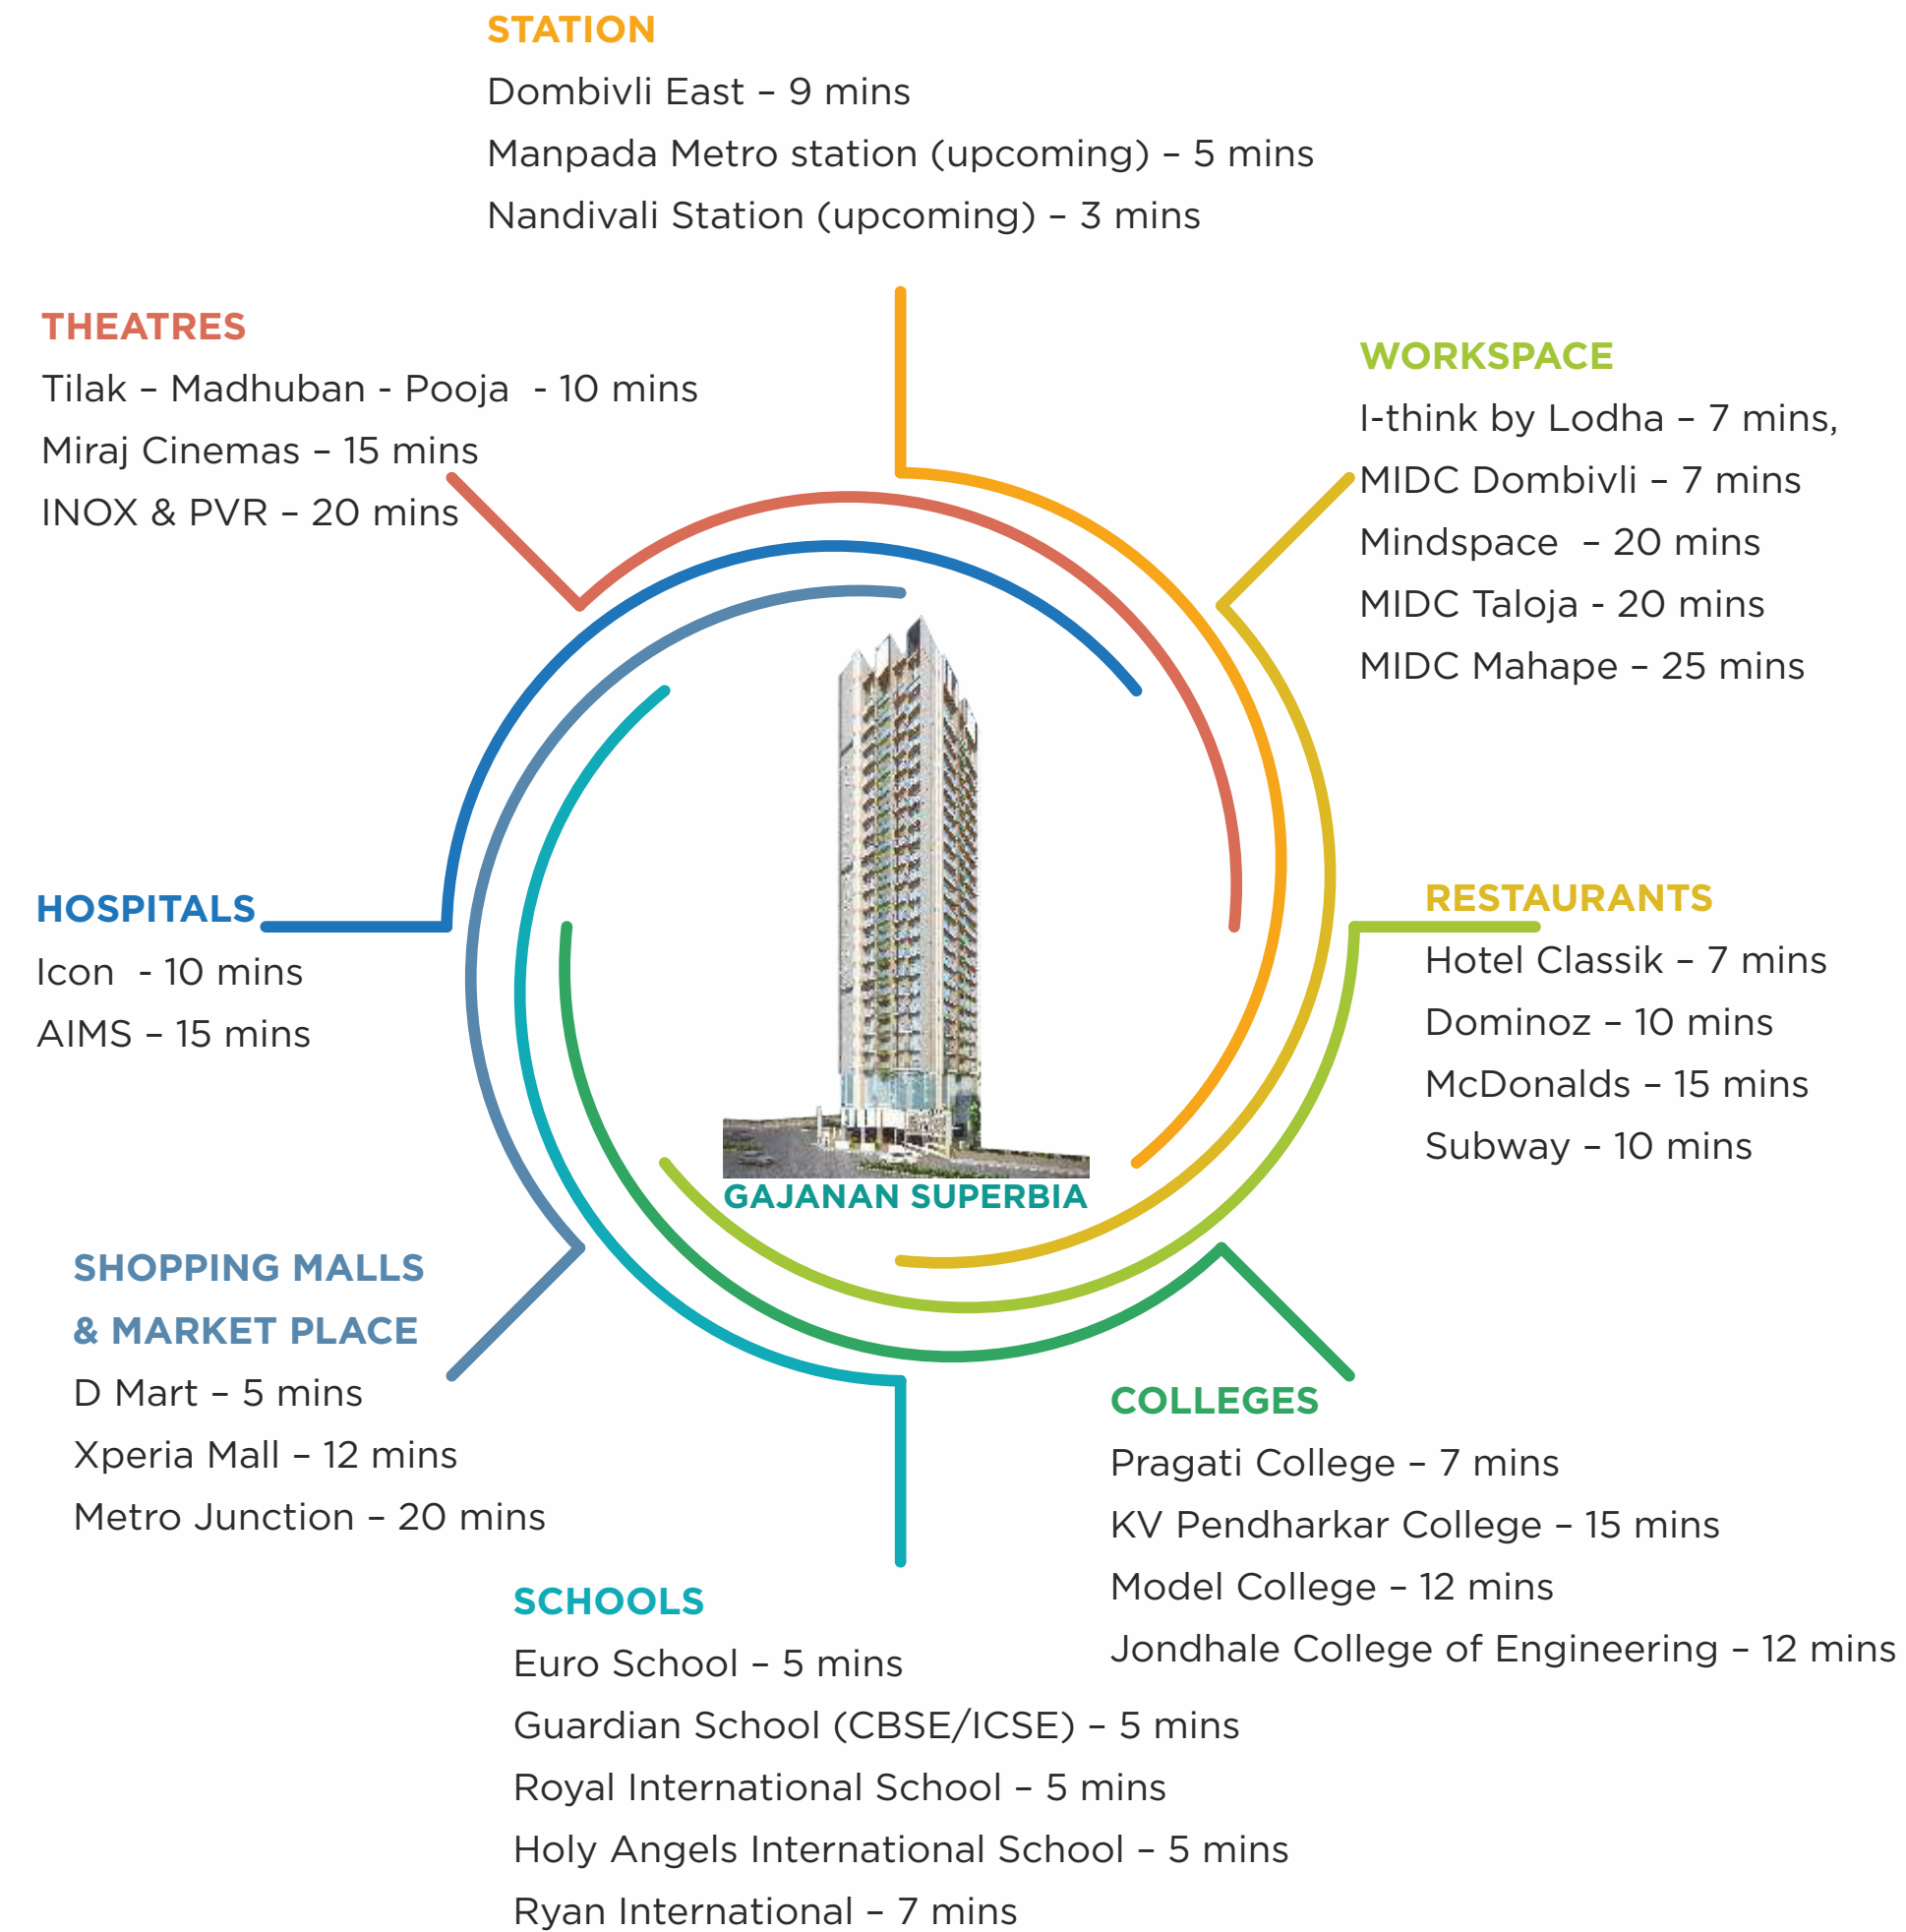 STATION
Dombivli East – 9 mins
Manpada Metro station (upcoming) – 5 mins
Nandivali Station (upcoming) – 3 mins
THEATRES
Tilak – Madhuban - Pooja - 10 mins
Miraj Cinemas – 15 mins
INOX & PVR – 20 mins
WORKSPACE
I-think by Lodha – 7 mins,
MIDC Dombivli – 7 mins
Mindspace – 20 mins
MIDC Taloja - 20 mins
MIDC Mahape – 25 mins
HOSPITALS
Icon - 10 mins
AIMS – 15 mins
RESTAURANTS
Hotel Classik – 7 mins
Dominoz – 10 mins
McDonalds – 15 mins
Subway – 10 mins
GAJANAN SUPERBIA
SHOPPING MALLS
& MARKET PLACE
D Mart – 5 mins
Xperia Mall – 12 mins
Metro Junction – 20 mins
COLLEGES
Pragati College – 7 mins
KV Pendharkar College – 15 mins
Model College – 12 mins
Jondhale College of Engineering – 12 mins
SCHOOLS
Euro School – 5 mins
Guardian School (CBSE/ICSE) – 5 mins
Royal International School – 5 mins
Holy Angels International School – 5 mins
Ryan International – 7 mins